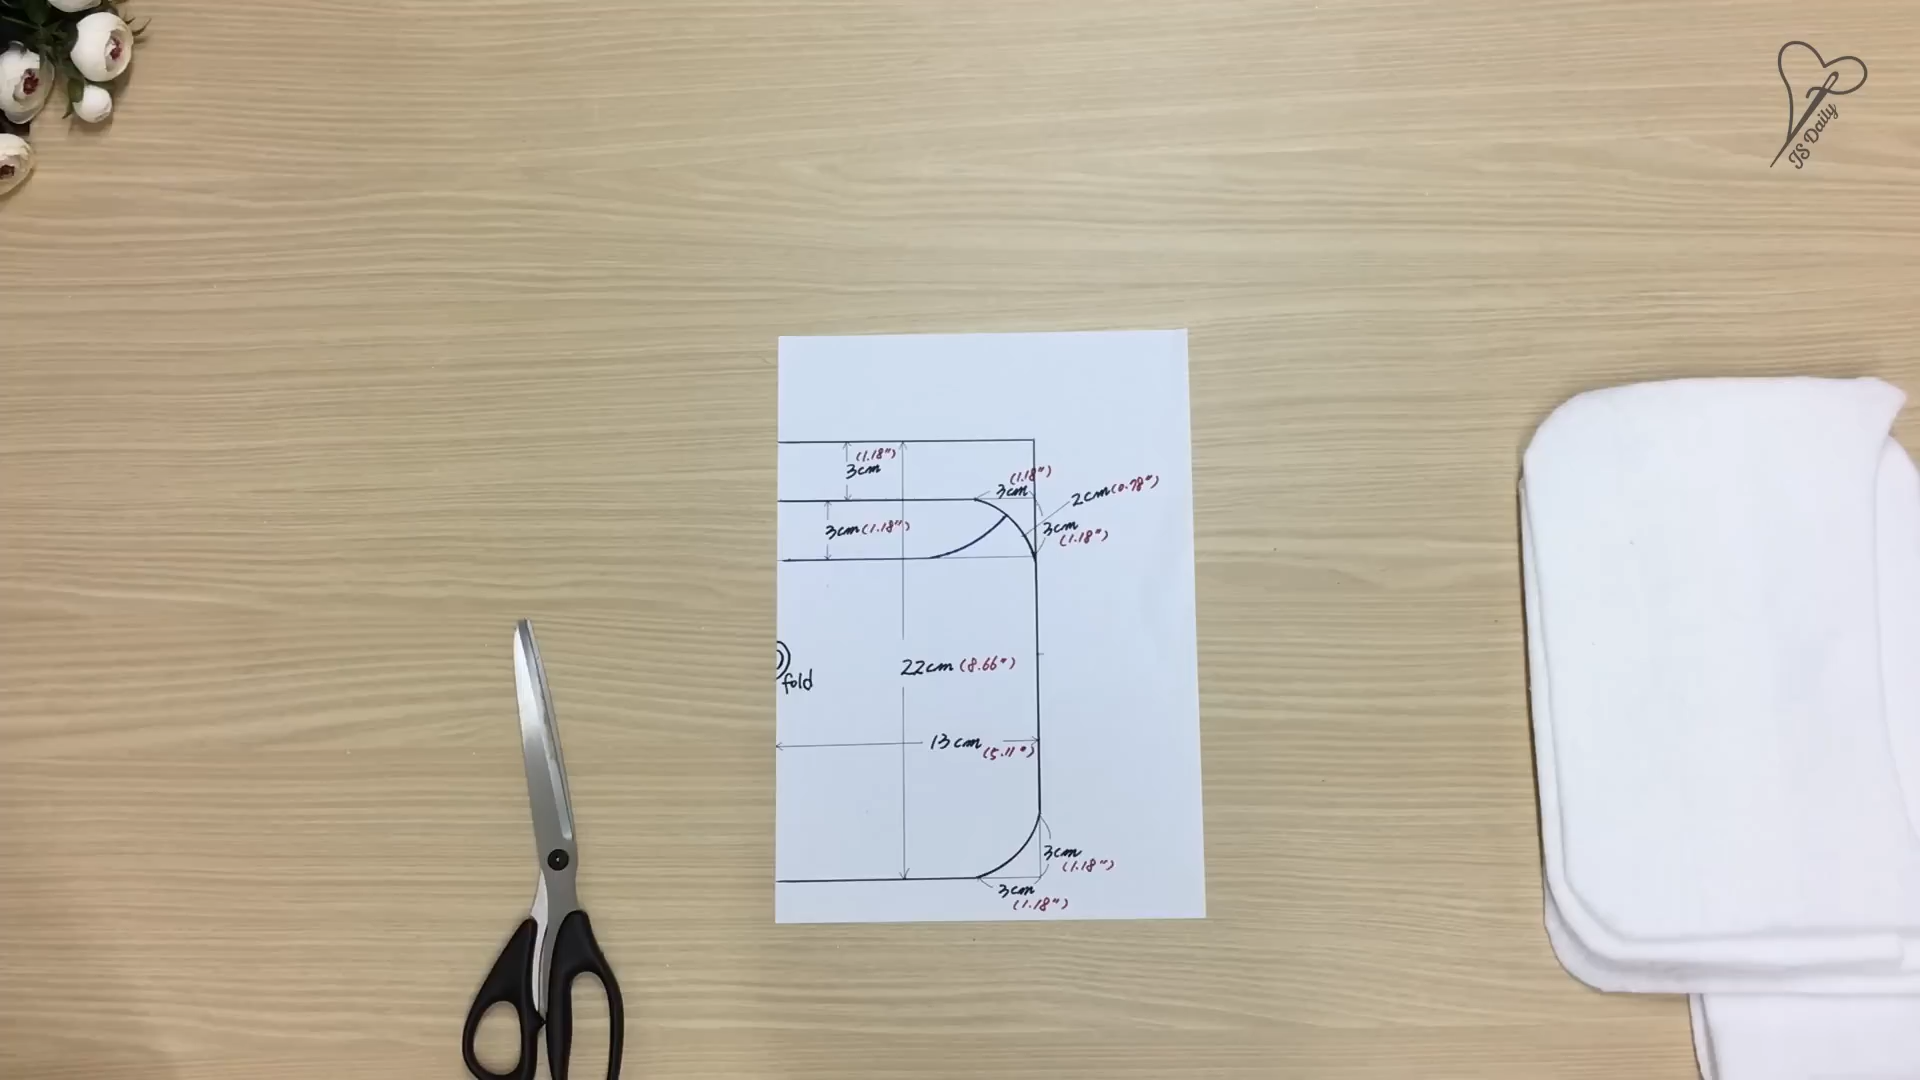 JS Daily
(1.18")
3cm
(1.18")
3cm
2cm(0.78")
3cm(1.18")
3cm
(1.18")
22cm(8.66")
fold
13cm(5.11")
3cm
(1.18")
3cm
(1.18")